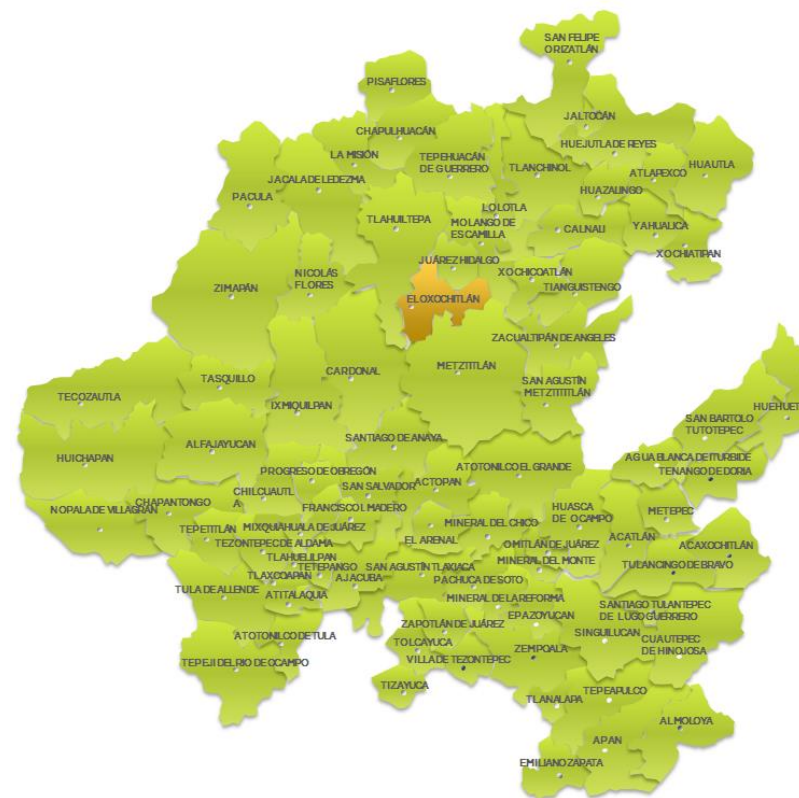 SAN FELIPE
ORIZATLÁN
PISAFLORES
JALTOCÁN
CHAPULHUACÁN
HUEJUTLA DE REYES
LA MISIÓN
TEPEHUACÁN
DE GUERRERO
TLANCHINOL
HUAUTLA
ATLAPEXCO
JACALA DE LEDEZMA
PACULA
HUAZALINGO
LOLOTLA
TLAHUILTEPA
MOLANGO DE
ESCAMILLA
CALNALI
YAHUALICA
XOCHIATIPAN
JUÁREZ HIDALGO
XOCHICOATLÁN
NICOLÁS
FLORES
ZIMAPÁN
TIANGUISTENGO
ELOXOCHITLÁN
ZACUALTIPÁN DE ANGELES
METZTITLÁN
CARDONAL
TASQUILLO
SAN AGUSTÍN
METZTITITLÁN
TECOZAUTLA
IXMIQUILPAN
HUEHUET
SAN BARTOLO
TUTOTEPEC
SANTIAGO DE ANAYA
ALFAJAYUCAN
HUICHAPAN
AGUA BLANCA DE ITURBIDE
PROGRESO DE OBREGÓN
ATOTONILCO EL GRANDE
TENANGO DE DORIA
ACTOPAN
SAN SALVADOR
CHILCUAUTL
A
CHAPANTONGO
NOPALA DE VILLAGRÁN
FRANCISCO I. MADERO
HUASCA
DE OCAMPO
METEPEC
TEPETITLÁN
MIXQUIAHUALA DE JUÁREZ
MINERAL DEL CHICO
TEZONTEPEC DE ALDAMA
EL ARENAL
OMITLÁN DE JUÁREZ
ACATLÁN
ACAXOCHITLÁN
TLAHUELILPAN
MINERAL DEL MONTE
TETEPANGO
SAN AGUSTÍN TLAXIACA
TULANCINGO DE BRAVO
TLAXCOAPAN
AJACUBA
PACHUCA DE SOTO
TULA DE ALLENDE
ATITALAQUIA
MINERAL DE LA REFORMA
SANTIAGO TULANTEPEC
DE LUGO GUERRERO
EPAZOYUCAN
ZAPOTLÁN DE JUÁREZ
ATOTONILCO DE TULA
TOLCAYUCA
SINGUILUCAN
CUAUTEPEC
DE HINOJOSA
ZEMPOALA
TEPEJI DEL RIO DE OCAMPO
VILLA DE TEZONTEPEC
TIZAYUCA
TEPEAPULCO
TLANALAPA
ALMOLOYA
APAN
EMILIANO ZAPATA